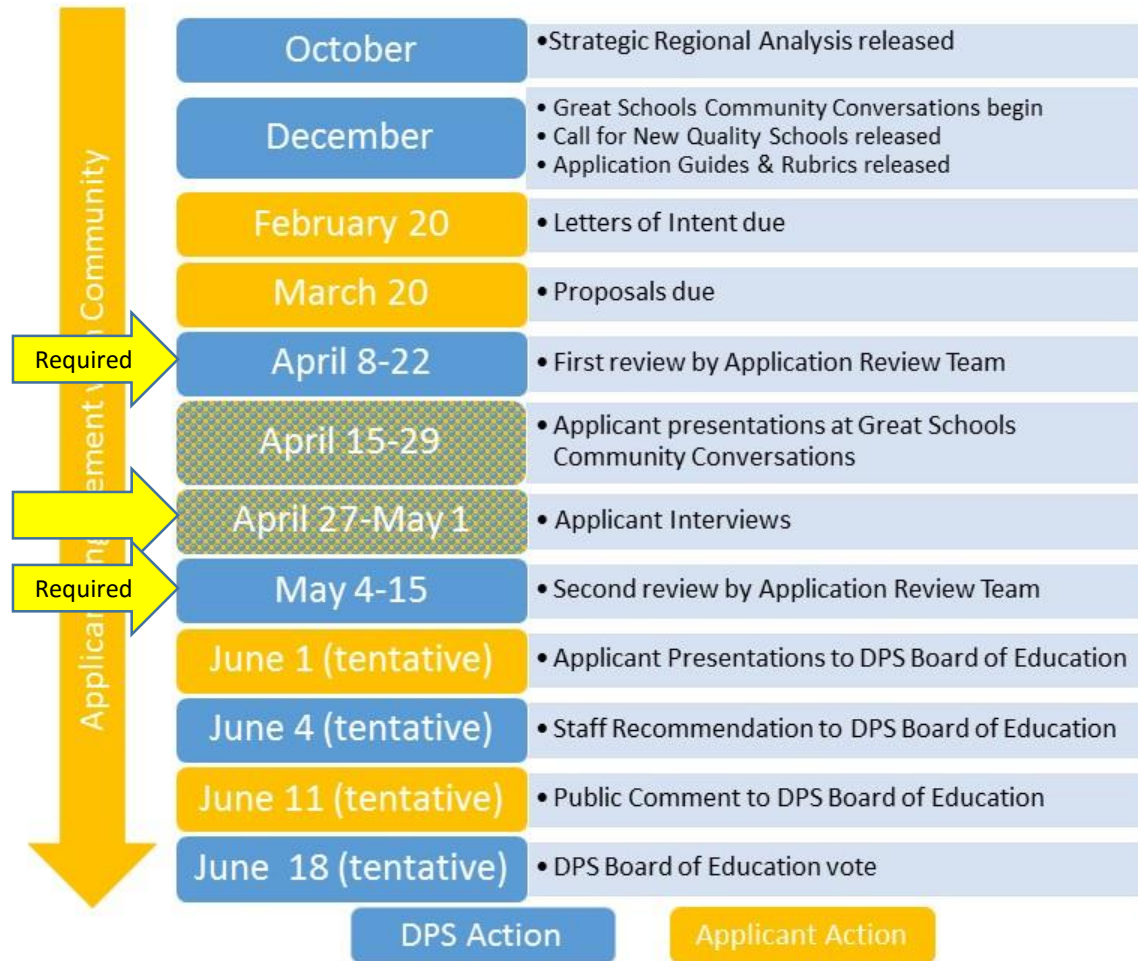 October
•Strategic Regional Analysis released
December
• Great Schools Community Conversations begin
• Call for New Quality Schools released
• Application Guides & Rubrics released
February 20
• Letters of Intent due
March 20
• Proposals due
Required
April 8-22
• First review by Application Review Team
April 15-29
• Applicant presentations at Great Schools
Community Conversations
April 27-May 1
• Applicant Interviews
Required
May 4-15
• Second review by Application Review Team
June 1 (tentative)
• Applicant Presentations to DPS Board of Education
June 4 (tentative)
• Staff Recommendation to DPS Board of Education
June 11 (tentative)
• Public Comment to DPS Board of Education
June 18 (tentative)
• DPS Board of Education vote
Community
DPS Action
Applicant Action